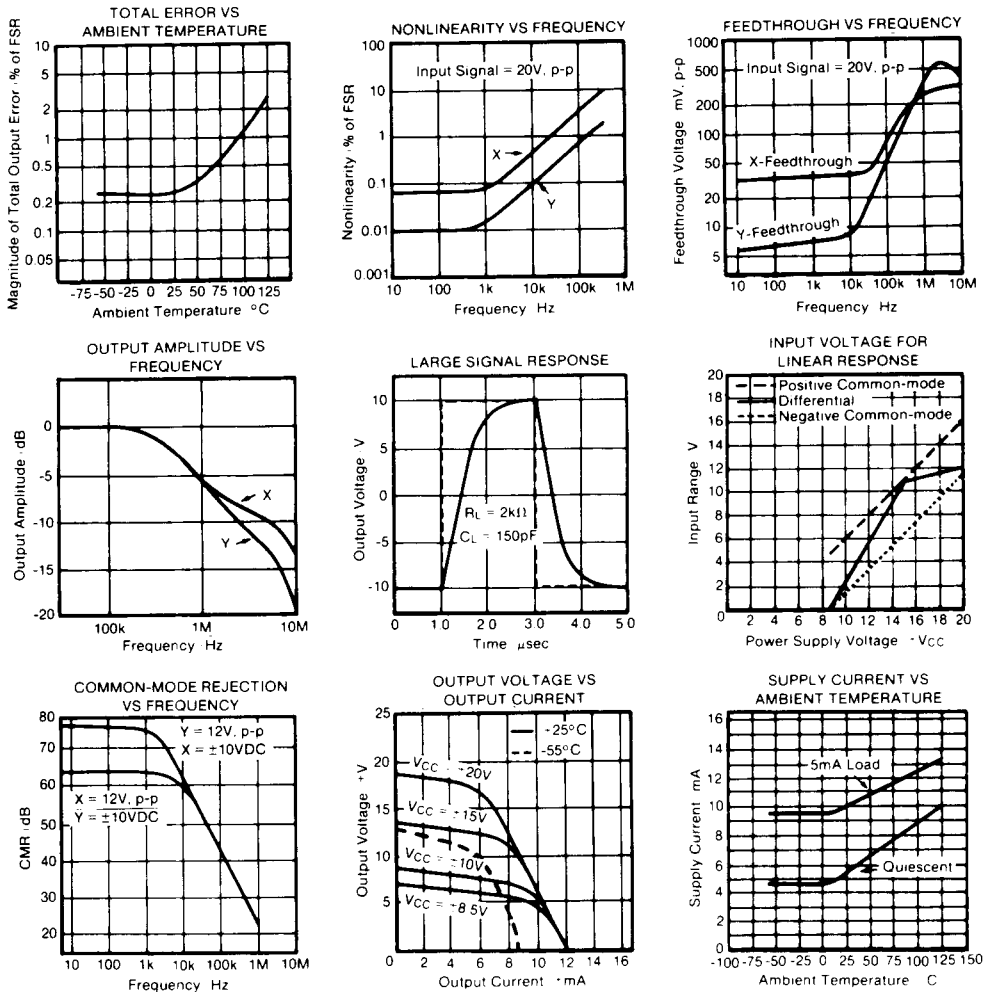 TOTAL ERROR VS
AMBIENT TEMPERATURE
Magnitude of Total Output Error · % of FSR
10
5
2
1
0.5
0.2
0.1
0.05
-75 -50 -25 0 25 50 75 100 125
Ambient Temperature °C
NONLINEARITY VS FREQUENCY
Nonlinearity · % of FSR
100
10
1
0.1
0.01
0.001
Input Signal = 20V, p-p
X
Y
10 100 1k 10k 100k 1M
Frequency Hz
FEEDTHROUGH VS FREQUENCY
Feedthrough Voltage mV, p-p
1000
500
200
100
50
20
10
5
Input Signal = 20V, p-p
X-Feedthrough
Y-Feedthrough
10 100 1k 10k 100k 1M 10M
Frequency Hz
OUTPUT AMPLITUDE VS
FREQUENCY
Output Amplitude · dB
0
-5
-10
-15
-20
X
Y
100k 1M 10M
Frequency · Hz
LARGE SIGNAL RESPONSE
Output Voltage · V
10
5
0
-5
-10
RL = 2kΩ
CL = 150pF
0 1 0 2 0 3.0 4.0 5.0
Time μsec
INPUT VOLTAGE FOR
LINEAR RESPONSE
Input Range V
20
18
16
14
12
10
8
6
4
2
0
Positive Common-mode
Differential
Negative Common-mode
2 4 6 8 10 12 14 16 18 20
Power Supply Voltage - VCC
COMMON-MODE REJECTION
VS FREQUENCY
CMR · dB
80
70
60
50
40
30
20
Y = 12V, p-p
X = ±10VDC
X = 12V, p-p
Y = ±10VDC
10 100 1k 10k 100k 1M 10M
Frequency Hz
OUTPUT VOLTAGE VS
OUTPUT CURRENT
Output Voltage ±V
25
20
15
10
5
-25°C
-55°C
VCC = ±20V
VCC = ±15V
VCC = ±10V
VCC = ±8 5V
0 2 4 6 8 10 12 14 16
Output Current · mA
SUPPLY CURRENT VS
AMBIENT TEMPERATURE
Supply Current mA
16
14
12
10
8
6
4
2
0
5mA Load
Quiescent
-100 -75 -50 -25 0 25 50 75 100 125 150
Ambient Temperature C